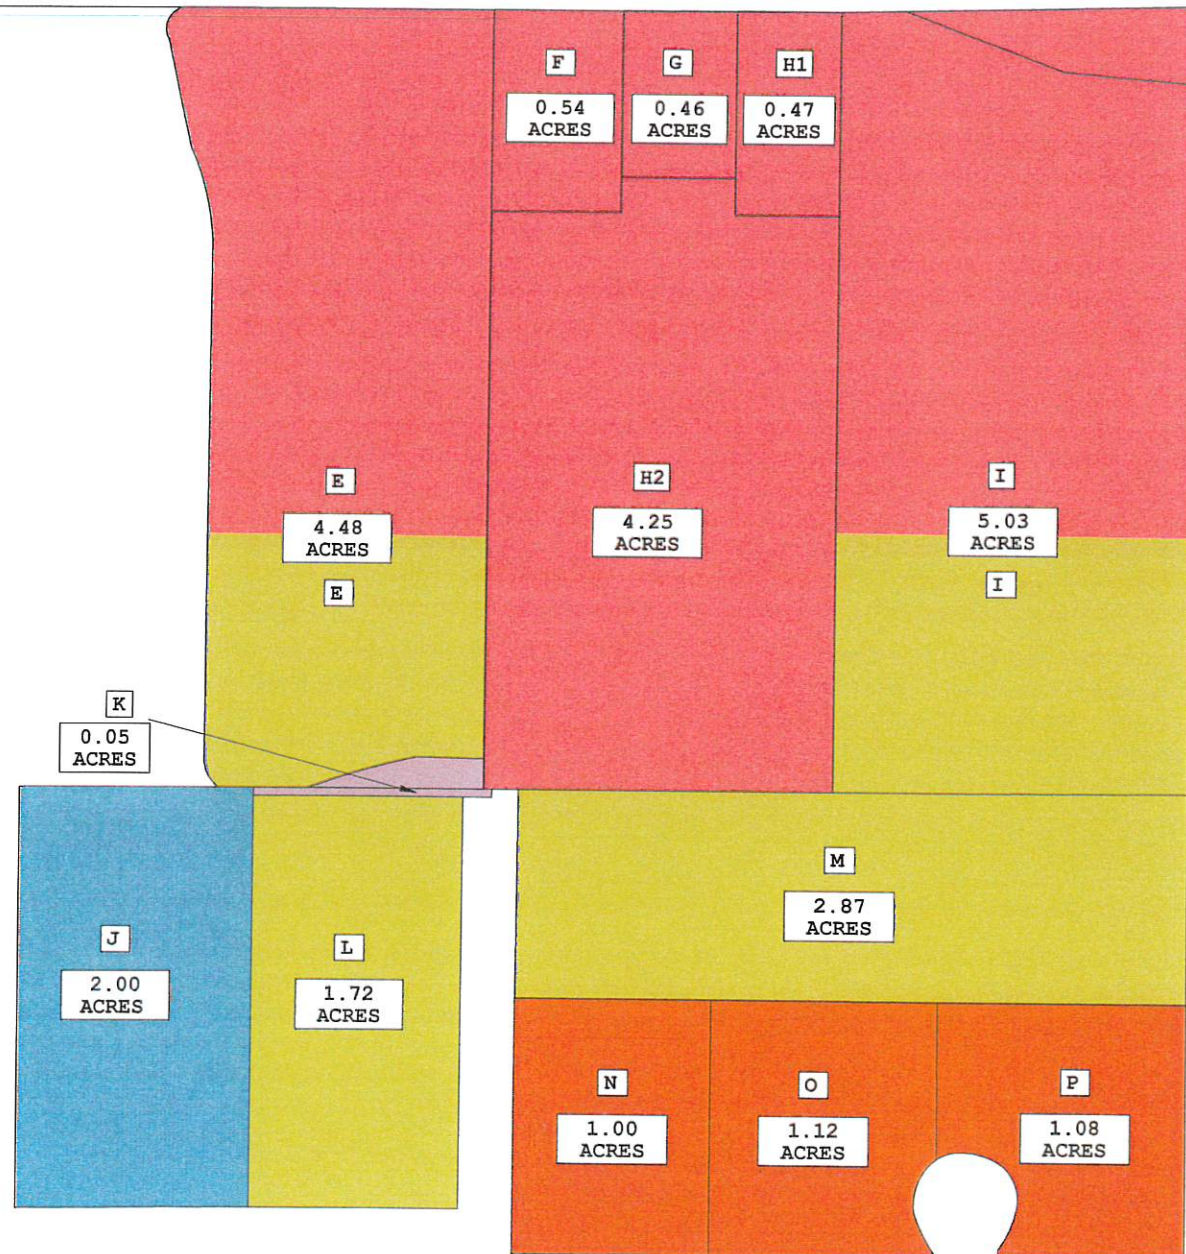 F
0.54
ACRES
G
0.46
ACRES
H1
0.47
ACRES
E
4.48
ACRES
E
H2
4.25
ACRES
I
5.03
ACRES
I
K
0.05
ACRES
J
2.00
ACRES
L
1.72
ACRES
M
2.87
ACRES
N
1.00
ACRES
O
1.12
ACRES
P
1.08
ACRES